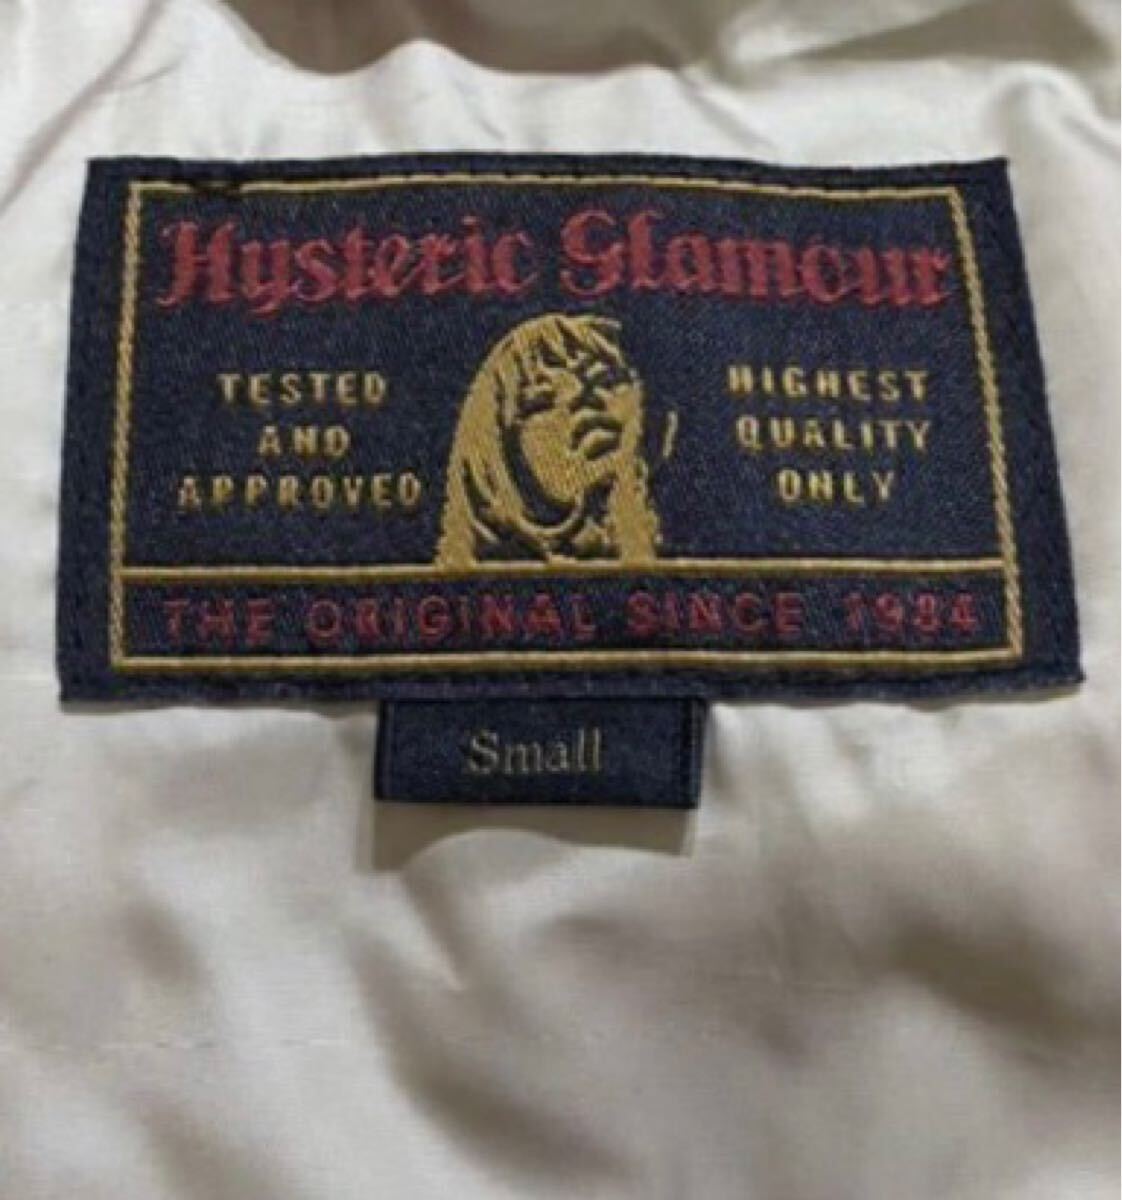 Hysteric Glamour
TESTED
AND
APPROVED
HIGHEST
QUALITY
ONLY
THE ORIGINAL SINCE 1984
Small